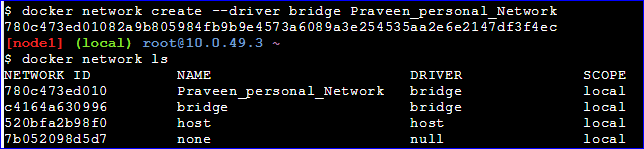 $ docker network create --driver bridge Praveen_personal_Network
780c473ed01082a9b805984fb9b9e4573a6089a3e254535aa2e6e2147df3f4ec
[node1] (local) root@10.0.49.3 ~
$ docker network ls
NETWORK ID NAME DRIVER SCOPE
780c473ed010 Praveen_personal_Network bridge local
c4164a630996 bridge bridge local
520bfa2b98f0 host host local
7b052098d5d7 none null local